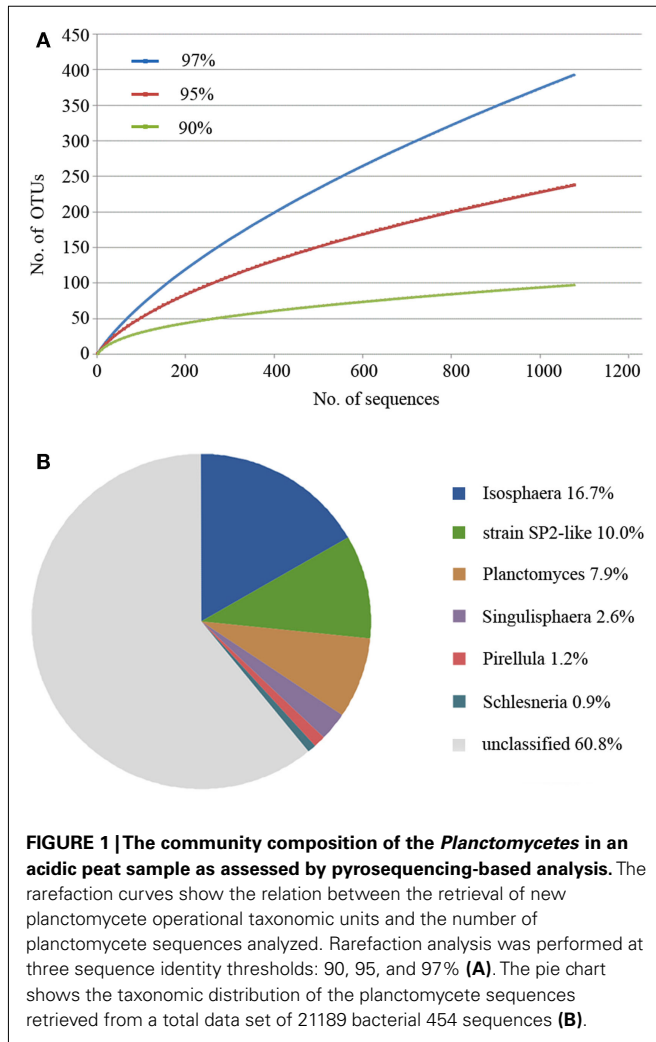 A
450
400
350
300
250
200
150
100
50
0
No. of OTUs
97%
95%
90%
0 200 400 600 800 1000 1200
No. of sequences
B
Isosphaera 16.7%
strain SP2-like 10.0%
Planctomyces 7.9%
Singulisphaera 2.6%
Pirellula 1.2%
Schlesneria 0.9%
unclassified 60.8%
FIGURE 1 | The community composition of the Planctomycetes in an
acidic peat sample as assessed by pyrosequencing-based analysis. The
rarefaction curves show the relation between the retrieval of new
planctomycete operational taxonomic units and the number of
planctomycete sequences analyzed. Rarefaction analysis was performed at
three sequence identity thresholds: 90, 95, and 97% (A). The pie chart
shows the taxonomic distribution of the planctomycete sequences
retrieved from a total data set of 21189 bacterial 454 sequences (B).